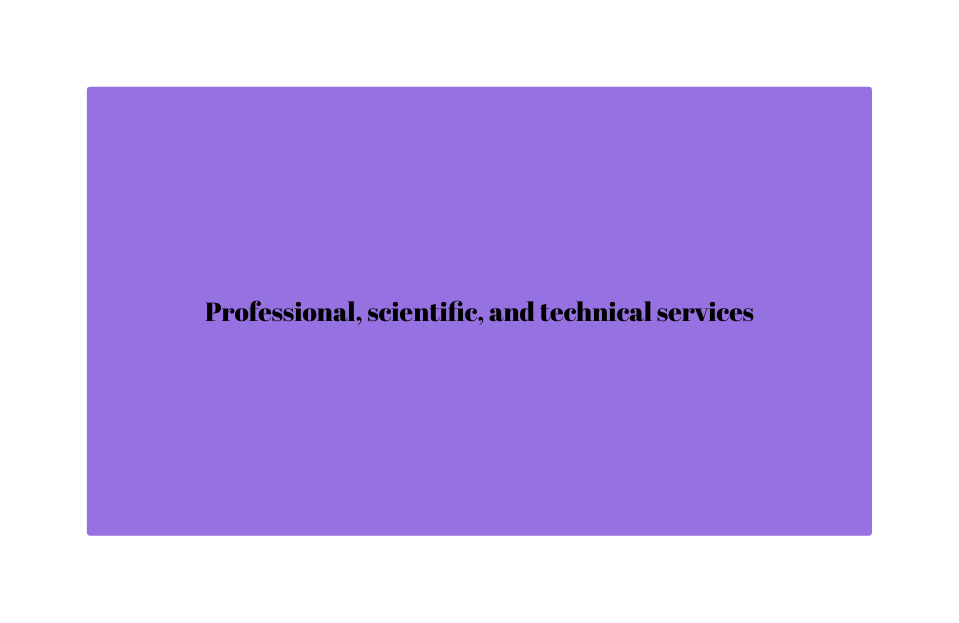 Professional, scientific, and technical services